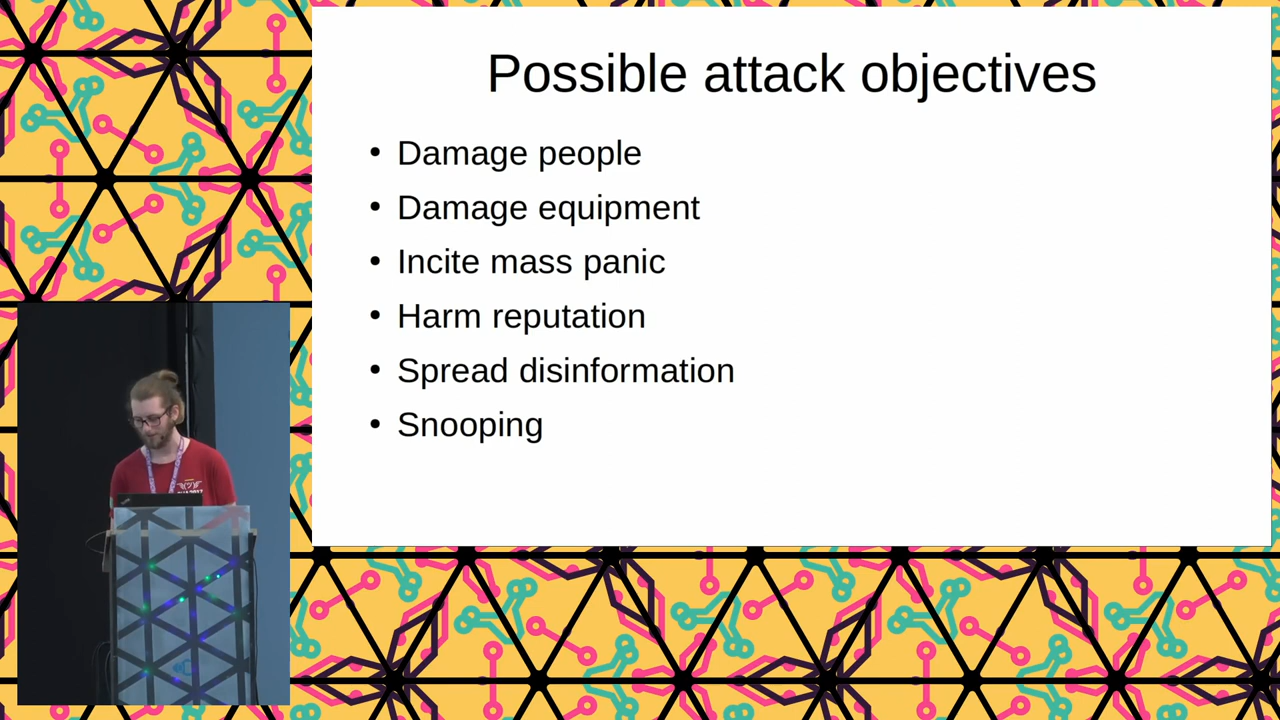 Possible attack objectives
• Damage people
• Damage equipment
• Incite mass panic
• Harm reputation
• Spread disinformation
• Snooping